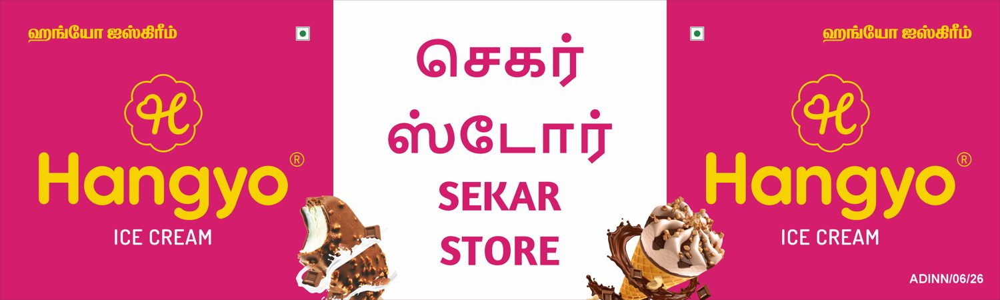 ஹங்யோ ஐஸ்கிரீம்
H
Hangyo®
ICE CREAM
செகர்
ஸ்டோர்
SEKAR
STORE
ஹங்யோ ஐஸ்கிரீம்
H
Hangyo®
ICE CREAM
ADINN/06/26